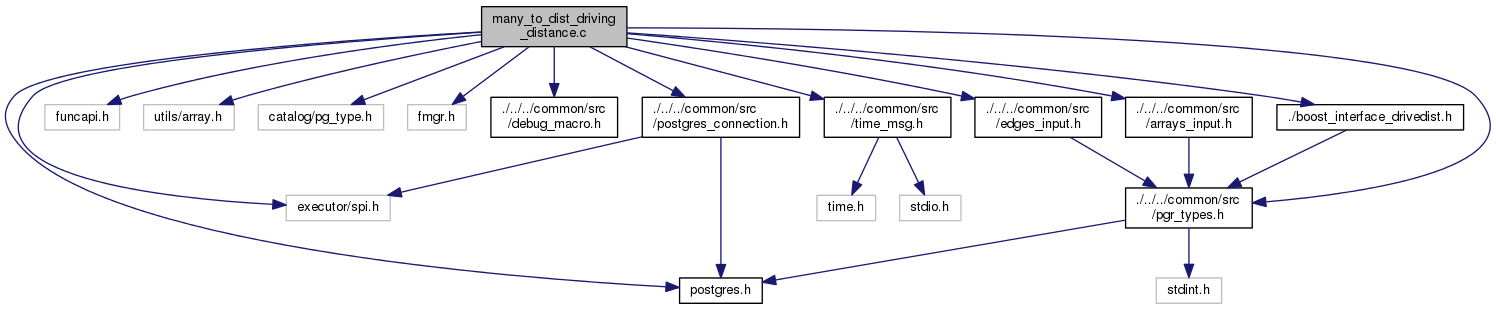 many_to_dist_driving
_distance.c
funcapi.h
utils/array.h
catalog/pg_type.h
fmgr.h
./../../common/src
/debug_macro.h
./../../common/src
/postgres_connection.h
./../../common/src
/time_msg.h
./../../common/src
/edges_input.h
./../../common/src
/arrays_input.h
./boost_interface_drivedist.h
executor/spi.h
time.h
stdio.h
./../../common/src
/pgr_types.h
postgres.h
stdint.h